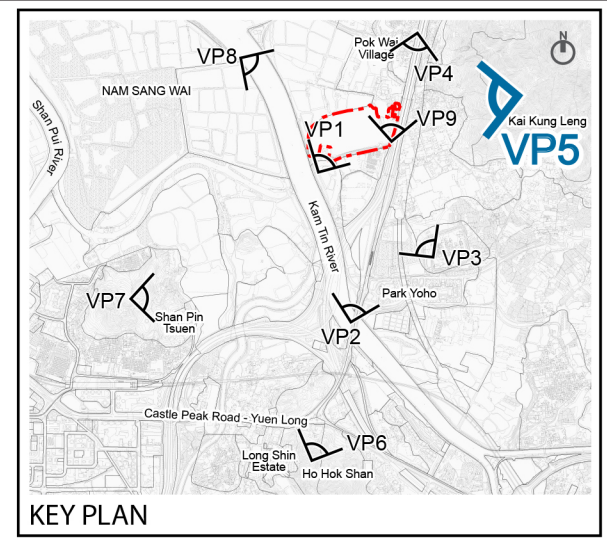 VP8
Pok Wai
Village
VP4
N
NAM SANG WAI
Kai Kung Leng
VP5
VP1
VP9
Shan Pui River
Kam Tin River
VP3
VP7
Shan Pin
Tsuen
Park Yoho
VP2
Castle Peak Road - Yuen Long
VP6
Long Shin
Estate
Ho Hok Shan
KEY PLAN